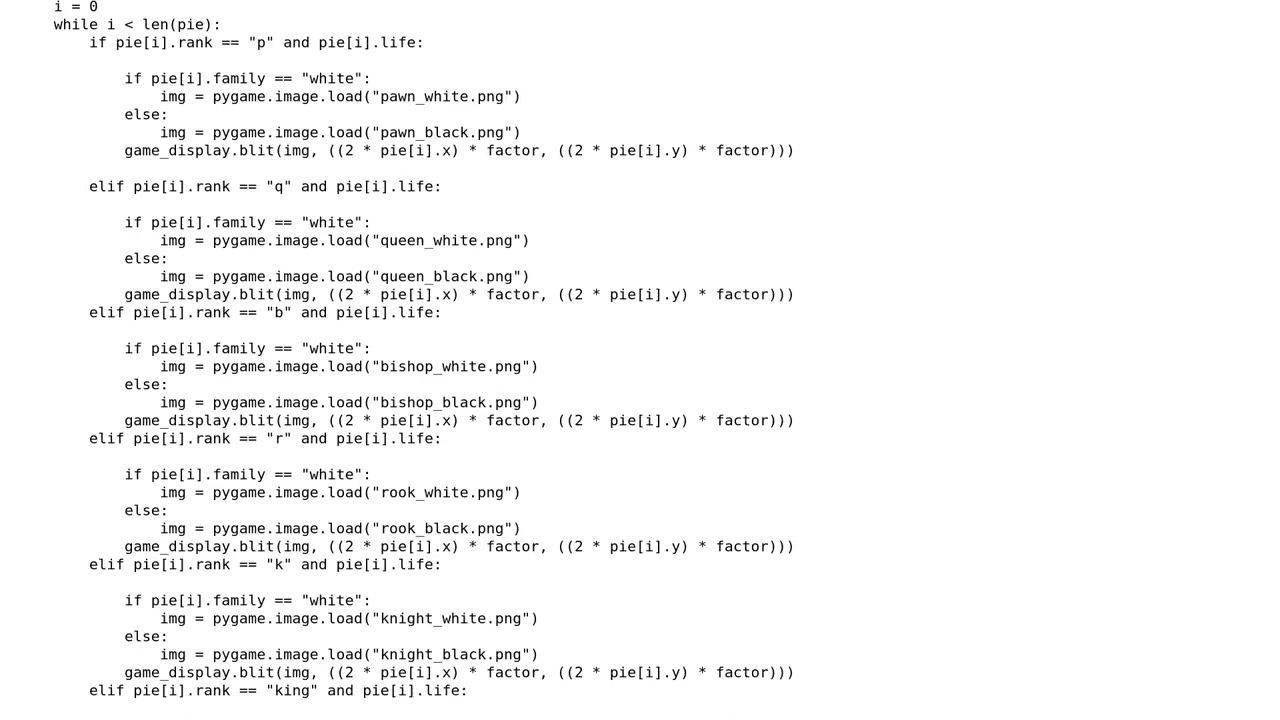 i = 0
while i < len(pie):
    if pie[i].rank == "p" and pie[i].life:

        if pie[i].family == "white":
            img = pygame.image.load("pawn_white.png")
        else:
            img = pygame.image.load("pawn_black.png")
        game_display.blit(img, ((2 * pie[i].x) * factor, ((2 * pie[i].y) * factor)))

    elif pie[i].rank == "q" and pie[i].life:

        if pie[i].family == "white":
            img = pygame.image.load("queen_white.png")
        else:
            img = pygame.image.load("queen_black.png")
        game_display.blit(img, ((2 * pie[i].x) * factor, ((2 * pie[i].y) * factor)))
    elif pie[i].rank == "b" and pie[i].life:

        if pie[i].family == "white":
            img = pygame.image.load("bishop_white.png")
        else:
            img = pygame.image.load("bishop_black.png")
        game_display.blit(img, ((2 * pie[i].x) * factor, ((2 * pie[i].y) * factor)))
    elif pie[i].rank == "r" and pie[i].life:

        if pie[i].family == "white":
            img = pygame.image.load("rook_white.png")
        else:
            img = pygame.image.load("rook_black.png")
        game_display.blit(img, ((2 * pie[i].x) * factor, ((2 * pie[i].y) * factor)))
    elif pie[i].rank == "k" and pie[i].life:

        if pie[i].family == "white":
            img = pygame.image.load("knight_white.png")
        else:
            img = pygame.image.load("knight_black.png")
        game_display.blit(img, ((2 * pie[i].x) * factor, ((2 * pie[i].y) * factor)))
    elif pie[i].rank == "king" and pie[i].life: